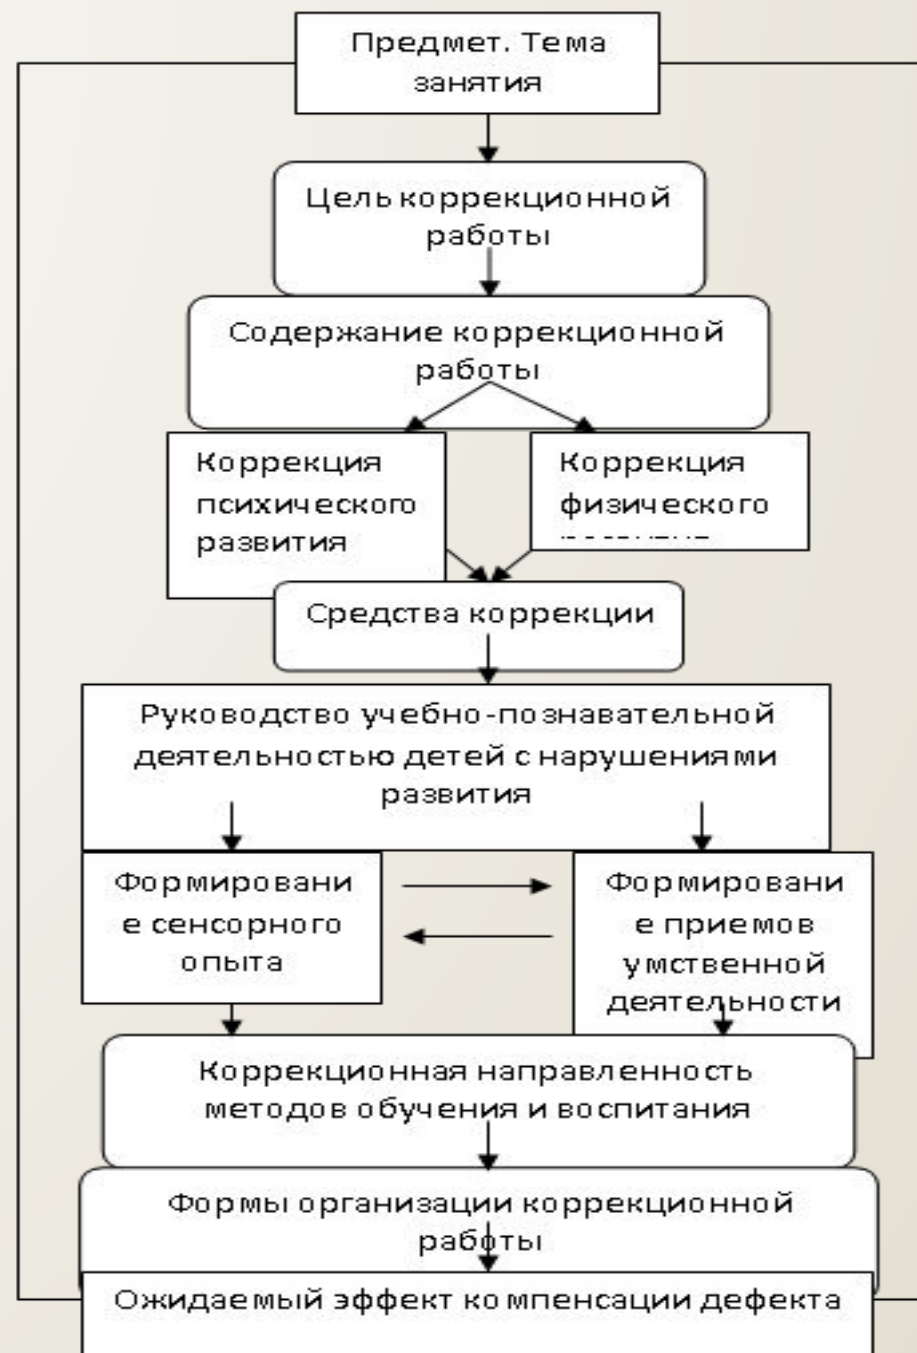 Предмет. Тема
занятия
Цель коррекционной
работы
Содержание коррекционной
работы
Коррекция
психического
развития
Коррекция
физического
Средства коррекции
Руководство учебно-познавательной
деятельностью детей с нарушениями
развития
Формировани
е сенсорного
опыта
Формировани
е приемов
умственной
деятельности
Коррекционная направленность
методов обучения и воспитания
Формы организации коррекционной
работы
Ожидаемый эффект компенсации дефекта